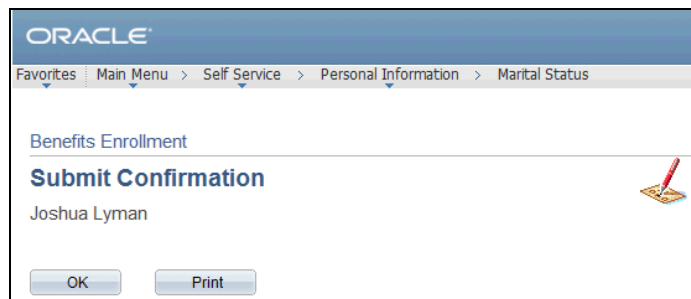 ORACLE
Favorites Main Menu > Self Service > Personal Information > Marital Status
Benefits Enrollment
Submit Confirmation
Joshua Lyman
OK Print